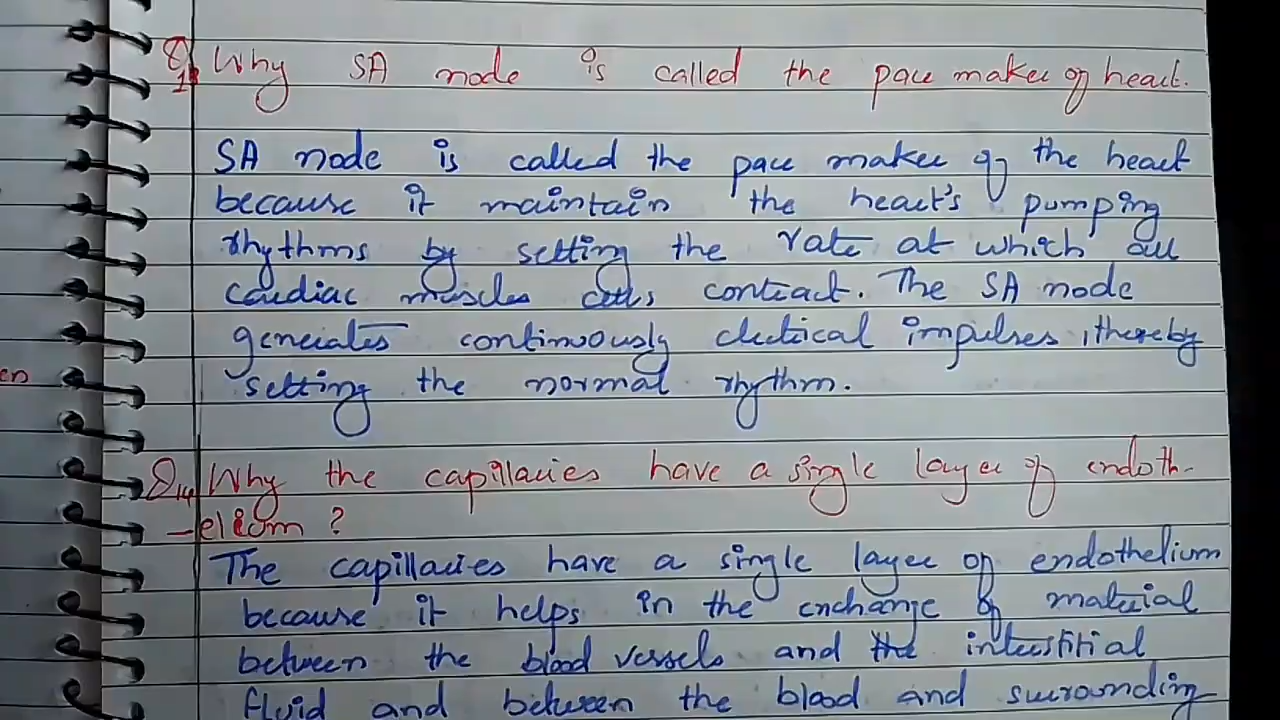 Q1 Why SA node is called the pace maker of heart.
SA node is called the pace maker of the heart
because it maintain the heart's pumping
rhythms by setting the rate at which all
cardiac muscles cells contract. The SA node
generates continuously electrical impulses, thereby
setting the normal rhythm.
en
Q14 Why the capillaries have a single layer of endoth-
-elium ?
The capillaries have a single layer of endothelium
because it helps in the exchange of material
between the blood vessels and the interstitial
fluid and between the blood and surrounding